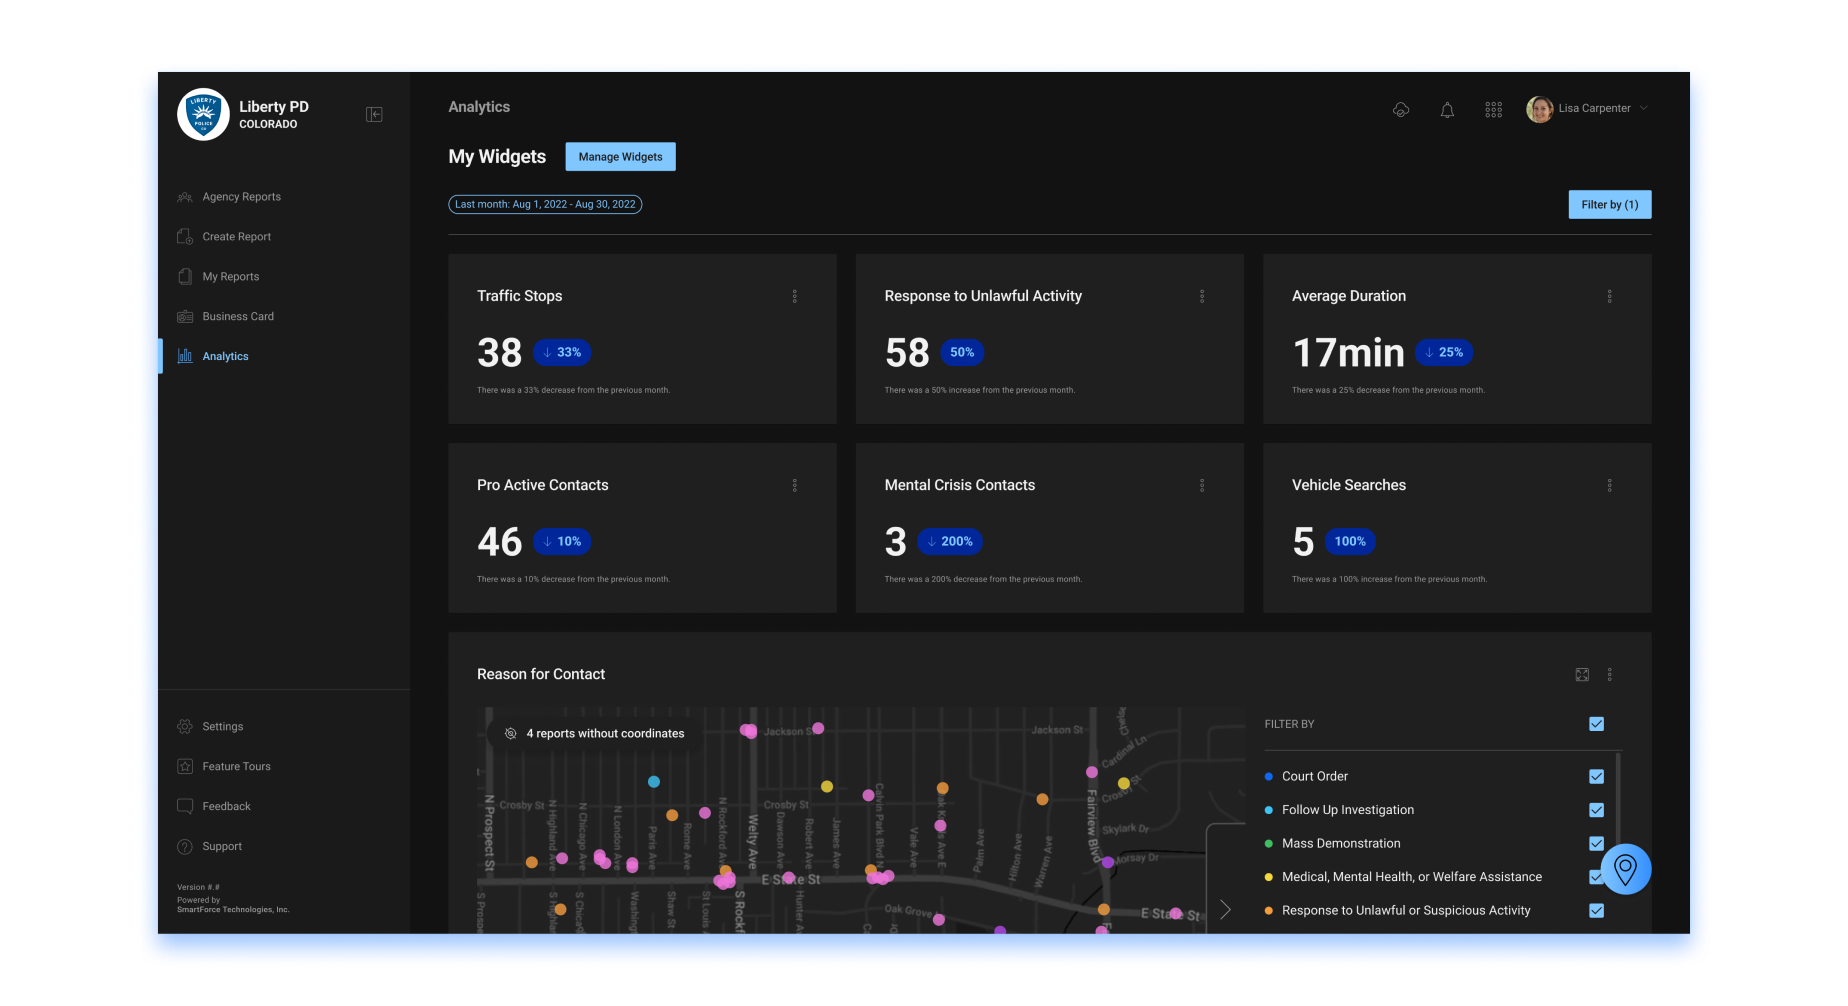 LIBERTY
POLICE
CO
Liberty PD
COLORADO
Agency Reports
Create Report
My Reports
Business Card
Analytics
Settings
Feature Tours
Feedback
Support
Version #.#
Powered by
SmartForce Technologies, Inc.
Analytics
Lisa Carpenter
My Widgets
Manage Widgets
Last month: Aug 1, 2022 - Aug 30, 2022
Filter by (1)
Traffic Stops
38 ↓ 33%
There was a 33% decrease from the previous month.
Response to Unlawful Activity
58 50%
There was a 50% increase from the previous month.
Average Duration
17min ↓ 25%
There was a 25% decrease from the previous month.
Pro Active Contacts
46 ↓ 10%
There was a 10% decrease from the previous month.
Mental Crisis Contacts
3 ↓ 200%
There was a 200% decrease from the previous month.
Vehicle Searches
5 100%
There was a 100% increase from the previous month.
Reason for Contact
4 reports without coordinates
Jackson St
Jackson St
Cardinal Ln
Crosby St
Crosby St
Crosby St
N Prospect St
N Highland Ave
N Chicago Ave
N London Ave
Paris Ave
Rome Ave
N Rockford Ave
Welty Ave
Dawson Ave
Robert Ave
James Ave
Calvin Park Blvd
Vale Ave
Palm Ave
Hilton Ave
Warren Ave
Fairview Blvd
Skylark Dr
Morsay Dr
E State St
E State St
Oak Grove
S Prospe
S Highla
S Chica
Washing
Shaw St
St Louis
S Rockf
Hunter A
FILTER BY
Court Order
Follow Up Investigation
Mass Demonstration
Medical, Mental Health, or Welfare Assistance
Response to Unlawful or Suspicious Activity